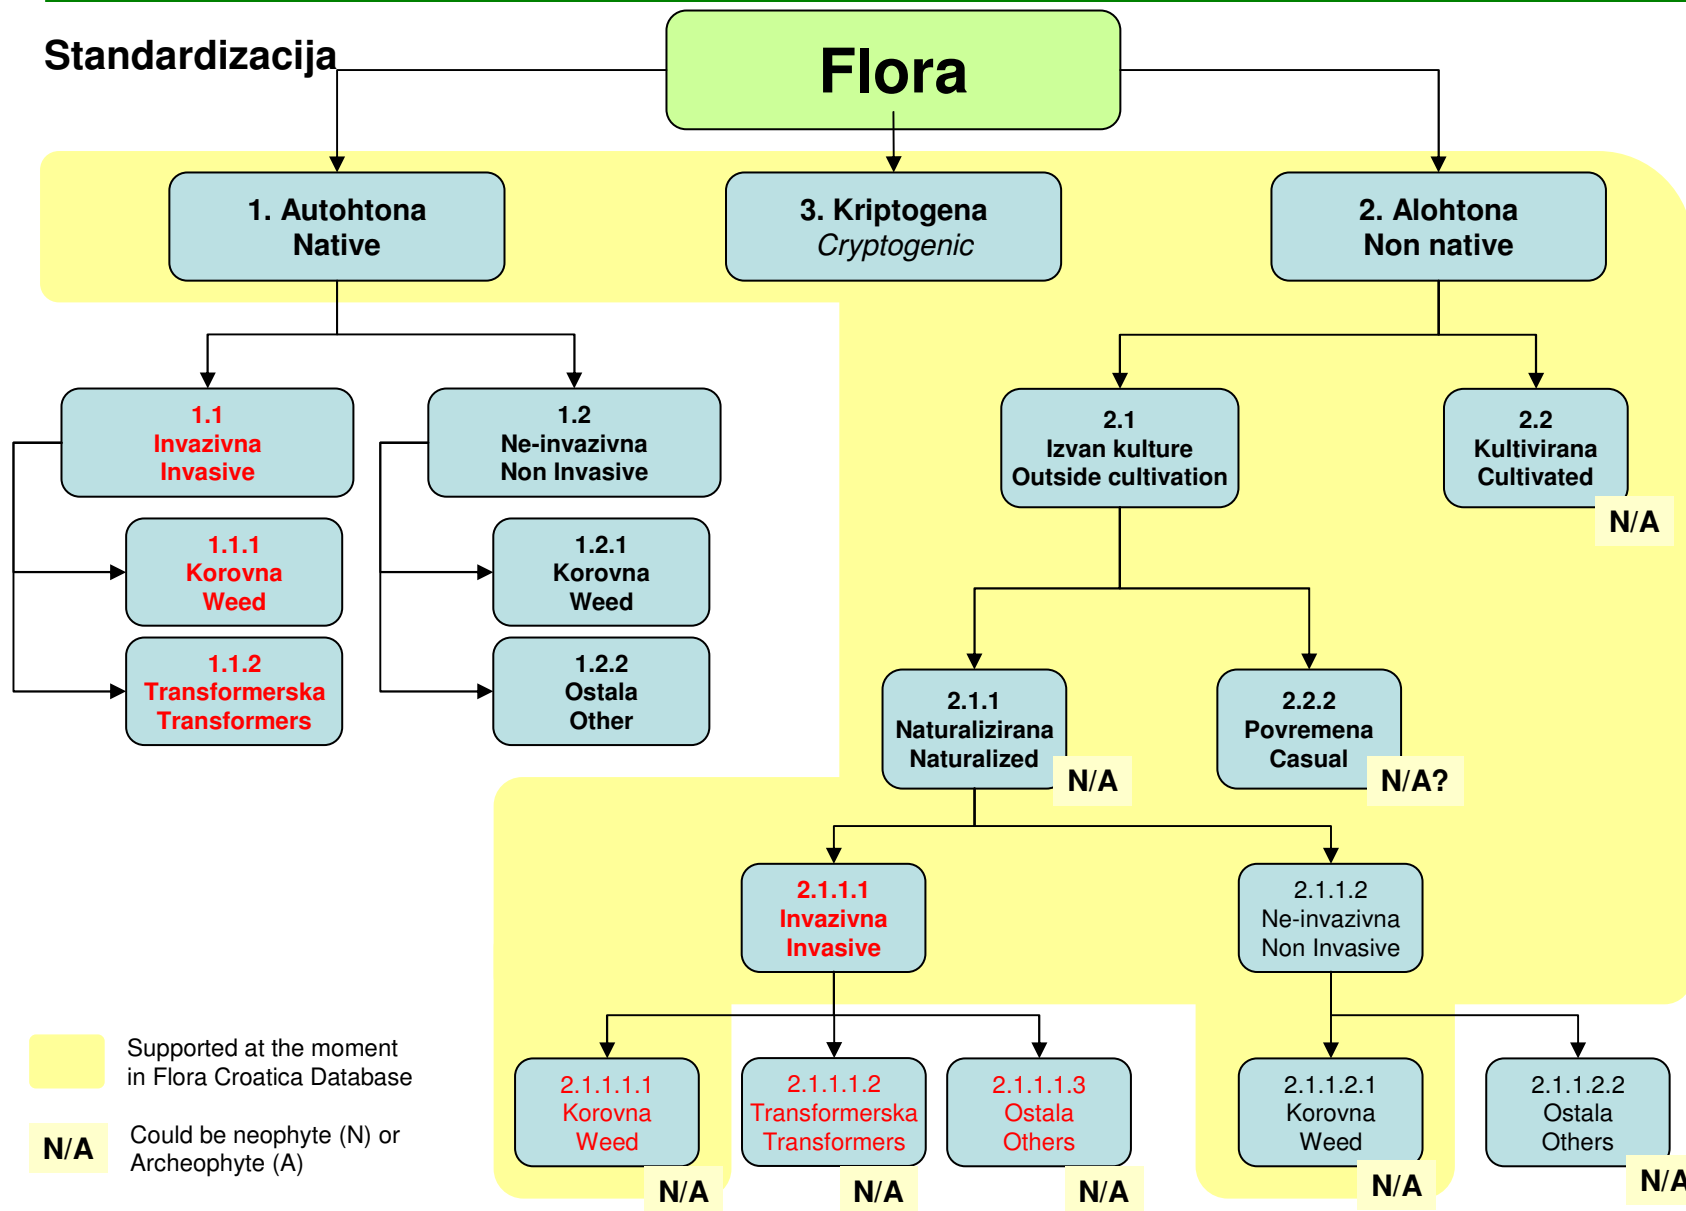 Standardizacija
Flora
1. Autohtona
Native
3. Kriptogena
Cryptogenic
2. Alohtona
Non native
1.1
Invazivna
Invasive
1.2
Ne-invazivna
Non Invasive
2.1
Izvan kulture
Outside cultivation
2.2
Kultivirana
Cultivated
N/A
1.1.1
Korovna
Weed
1.2.1
Korovna
Weed
1.1.2
Transformerska
Transformers
1.2.2
Ostala
Other
2.1.1
Naturalizirana
Naturalized
N/A
2.2.2
Povremena
Casual
N/A?
2.1.1.1
Invazivna
Invasive
2.1.1.2
Ne-invazivna
Non Invasive
2.1.1.1.1
Korovna
Weed
N/A
2.1.1.1.2
Transformerska
Transformers
N/A
2.1.1.1.3
Ostala
Others
N/A
2.1.1.2.1
Korovna
Weed
N/A
2.1.1.2.2
Ostala
Others
N/A
Supported at the moment
in Flora Croatica Database
N/A
Could be neophyte (N) or
Archeophyte (A)